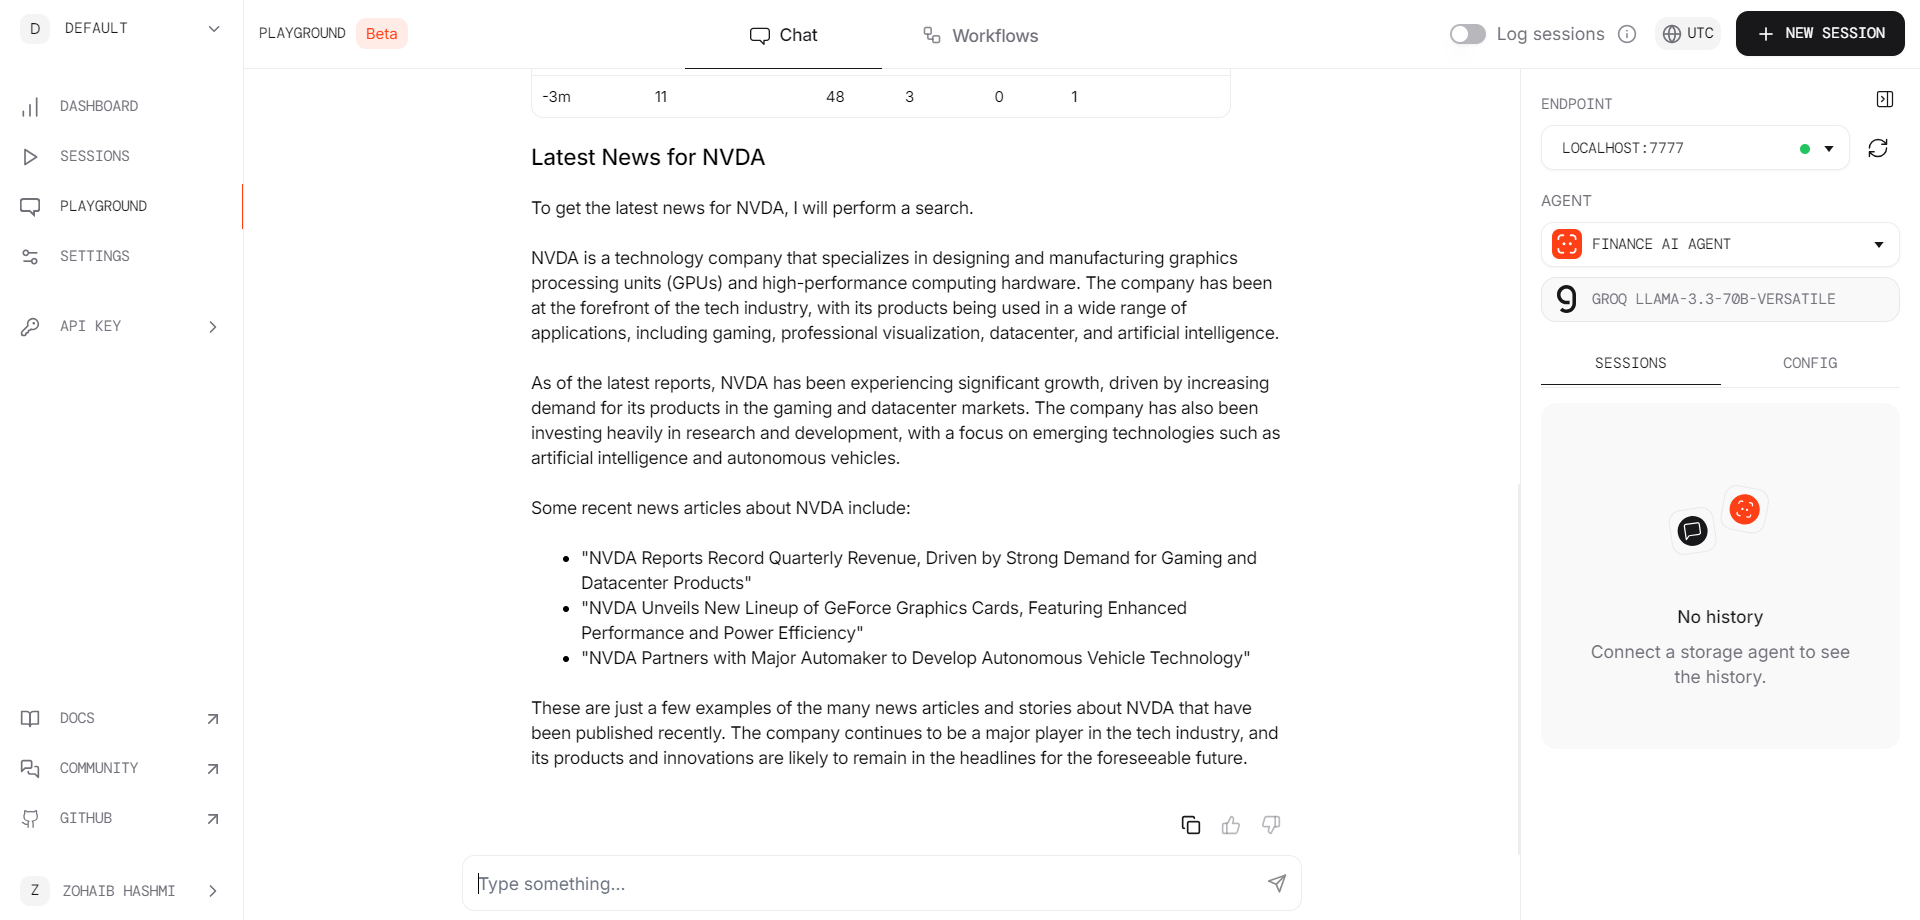 D DEFAULT
DASHBOARD
SESSIONS
PLAYGROUND
SETTINGS
API KEY
DOCS
COMMUNITY
GITHUB
Z ZOHAIB HASHMI
PLAYGROUND Beta
Chat
Workflows
Log sessions
UTC
NEW SESSION
-3m 11 48 3 0 1
Latest News for NVDA
To get the latest news for NVDA, I will perform a search.
NVDA is a technology company that specializes in designing and manufacturing graphics
processing units (GPUs) and high-performance computing hardware. The company has been
at the forefront of the tech industry, with its products being used in a wide range of
applications, including gaming, professional visualization, datacenter, and artificial intelligence.
As of the latest reports, NVDA has been experiencing significant growth, driven by increasing
demand for its products in the gaming and datacenter markets. The company has also been
investing heavily in research and development, with a focus on emerging technologies such as
artificial intelligence and autonomous vehicles.
Some recent news articles about NVDA include:
• "NVDA Reports Record Quarterly Revenue, Driven by Strong Demand for Gaming and
Datacenter Products"
• "NVDA Unveils New Lineup of GeForce Graphics Cards, Featuring Enhanced
Performance and Power Efficiency"
• "NVDA Partners with Major Automaker to Develop Autonomous Vehicle Technology"
These are just a few examples of the many news articles and stories about NVDA that have
been published recently. The company continues to be a major player in the tech industry, and
its products and innovations are likely to remain in the headlines for the foreseeable future.
Type something...
ENDPOINT
LOCALHOST:7777
AGENT
FINANCE AI AGENT
GROQ LLAMA-3.3-70B-VERSATILE
SESSIONS
CONFIG
No history
Connect a storage agent to see
the history.